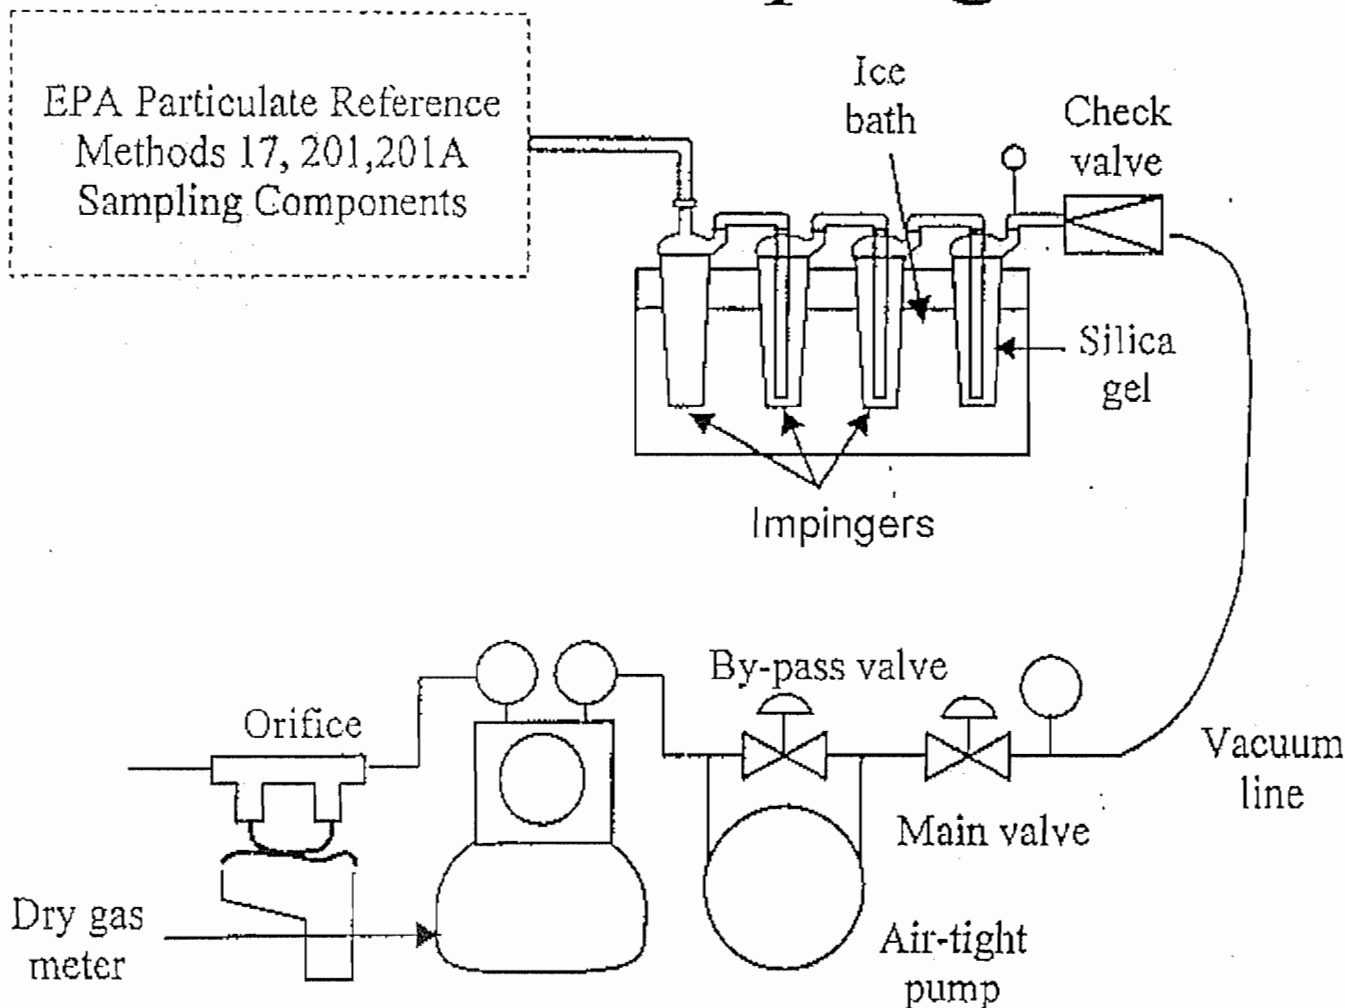 EPA Particulate Reference
Methods 17, 201,201A
Sampling Components
Ice
bath
Check
valve
Silica
gel
Impingers
By-pass valve
Orifice
Vacuum
line
Main valve
Dry gas
meter
Air-tight
pump